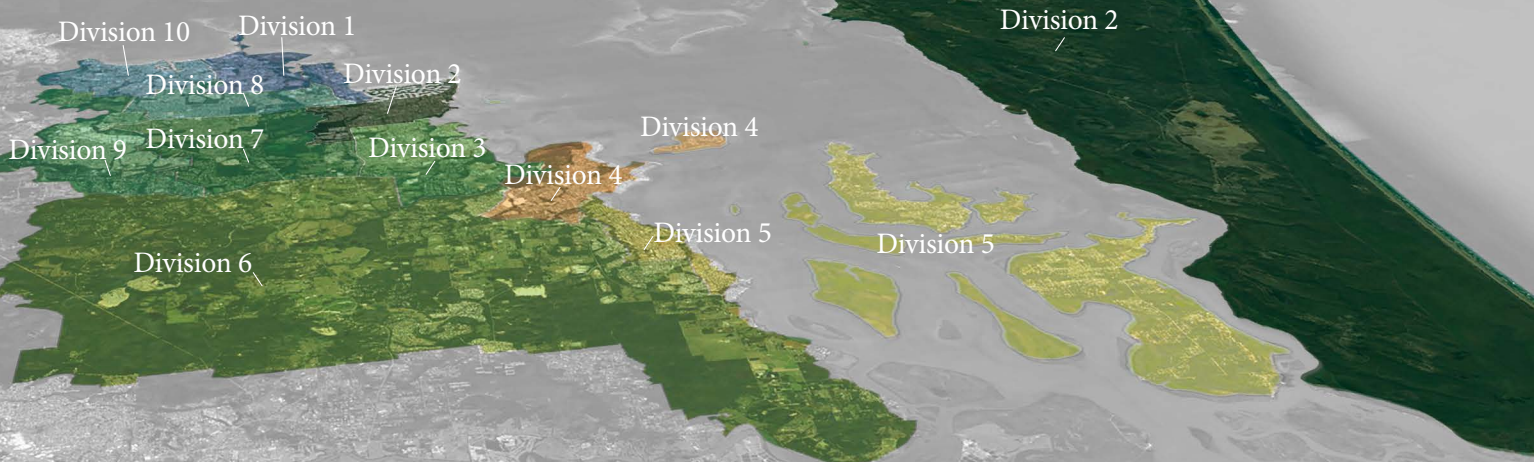 Division 10
Division 1
Division 2
Division 8
Division 2
Division 7
Division 9
Division 3
Division 4
Division 4
Division 5
Division 5
Division 6